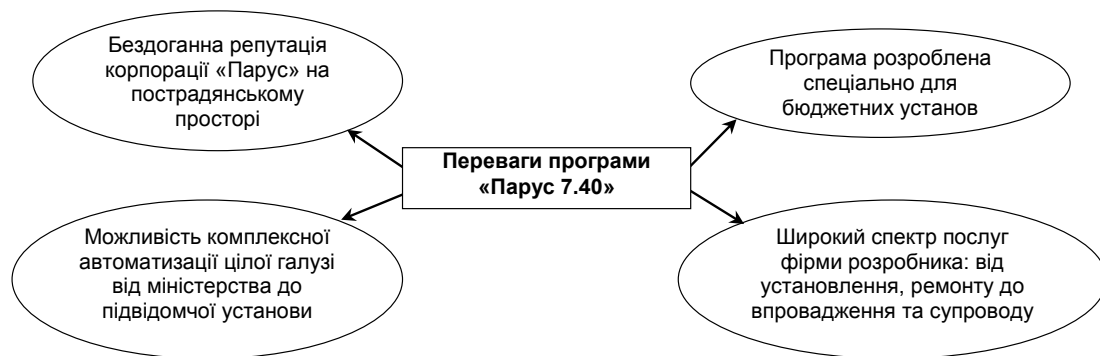 Бездоганна репутація
корпорації «Парус» на
пострадянському
просторі
Програма розроблена
спеціально для
бюджетних установ
Переваги програми
«Парус 7.40»
Можливість комплексної
автоматизації цілої галузі
від міністерства до
підвідомчої установи
Широкий спектр послуг
фірми розробника: від
установлення, ремонту до
впровадження та супроводу